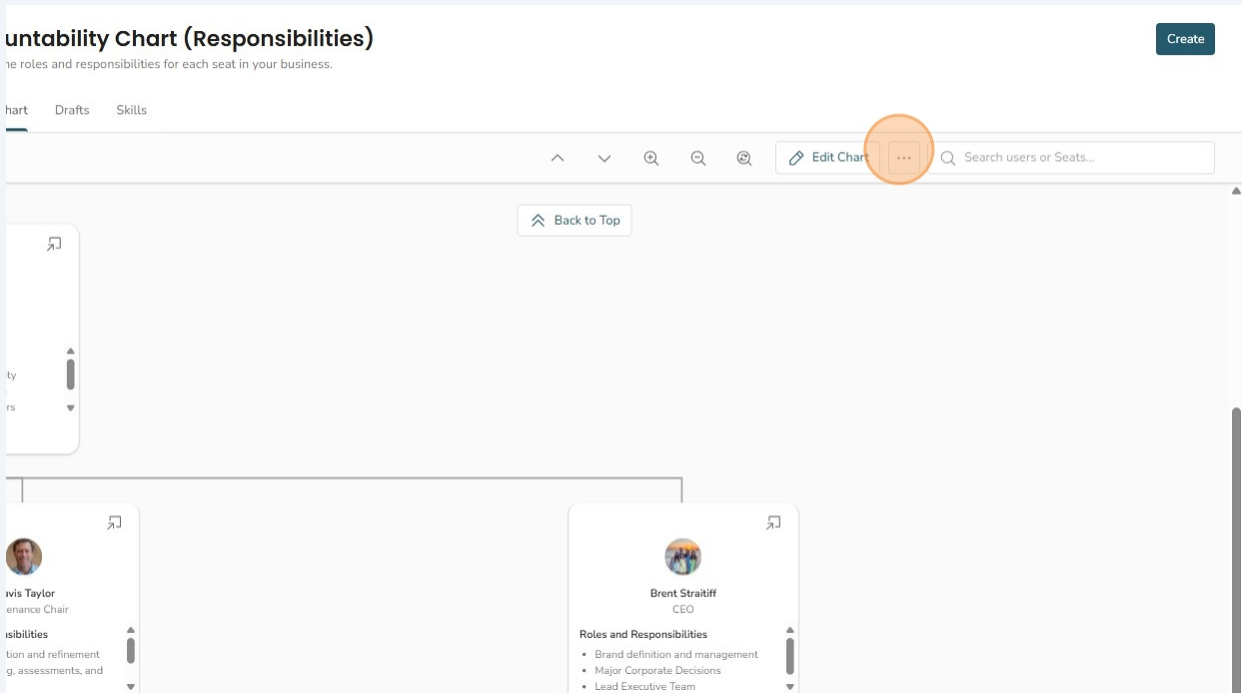 untability Chart (Responsibilities)
Create
ne roles and responsibilities for each seat in your business.
hart Drafts Skills
Edit Chart ... Search users or Seats...
Back to Top
ity
rs
avis Taylor
enance Chair
sibilities
tion and refinement
g, assessments, and
Brent Straitiff
CEO
Roles and Responsibilities
• Brand definition and management
• Major Corporate Decisions
• Lead Executive Team